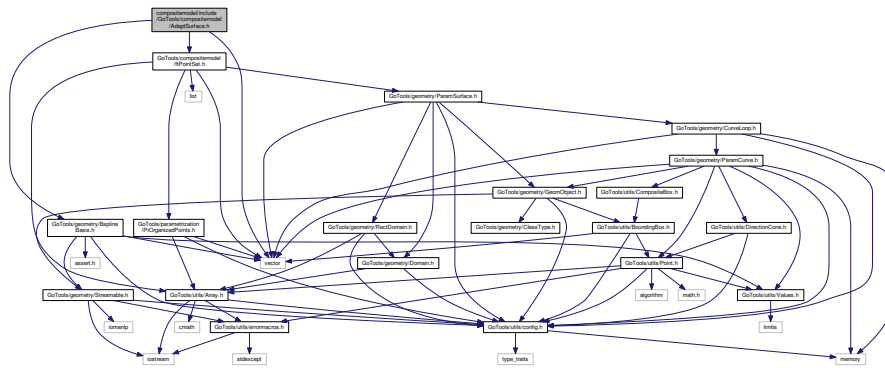 compositemodel/include
/GoTools/compositemodel
/AdaptSurface.h
GoTools/compositemodel
/ftPointSet.h
list
GoTools/geometry/ParamSurface.h
GoTools/geometry/CurveLoop.h
GoTools/geometry/ParamCurve.h
GoTools/geometry/GeomObject.h
GoTools/utils/CompositeBox.h
GoTools/geometry/Bspline
Basis.h
GoTools/parametrization
/PrOrganizedPoints.h
GoTools/geometry/RectDomain.h
GoTools/geometry/ClassType.h
GoTools/utils/BoundingBox.h
GoTools/utils/DirectionCone.h
assert.h
vector
GoTools/geometry/Domain.h
GoTools/utils/Point.h
GoTools/geometry/Streamable.h
GoTools/utils/Array.h
algorithm
math.h
GoTools/utils/Values.h
iomanip
cmath
GoTools/utils/errormacros.h
GoTools/utils/config.h
limits
iostream
stdexcept
type_traits
memory